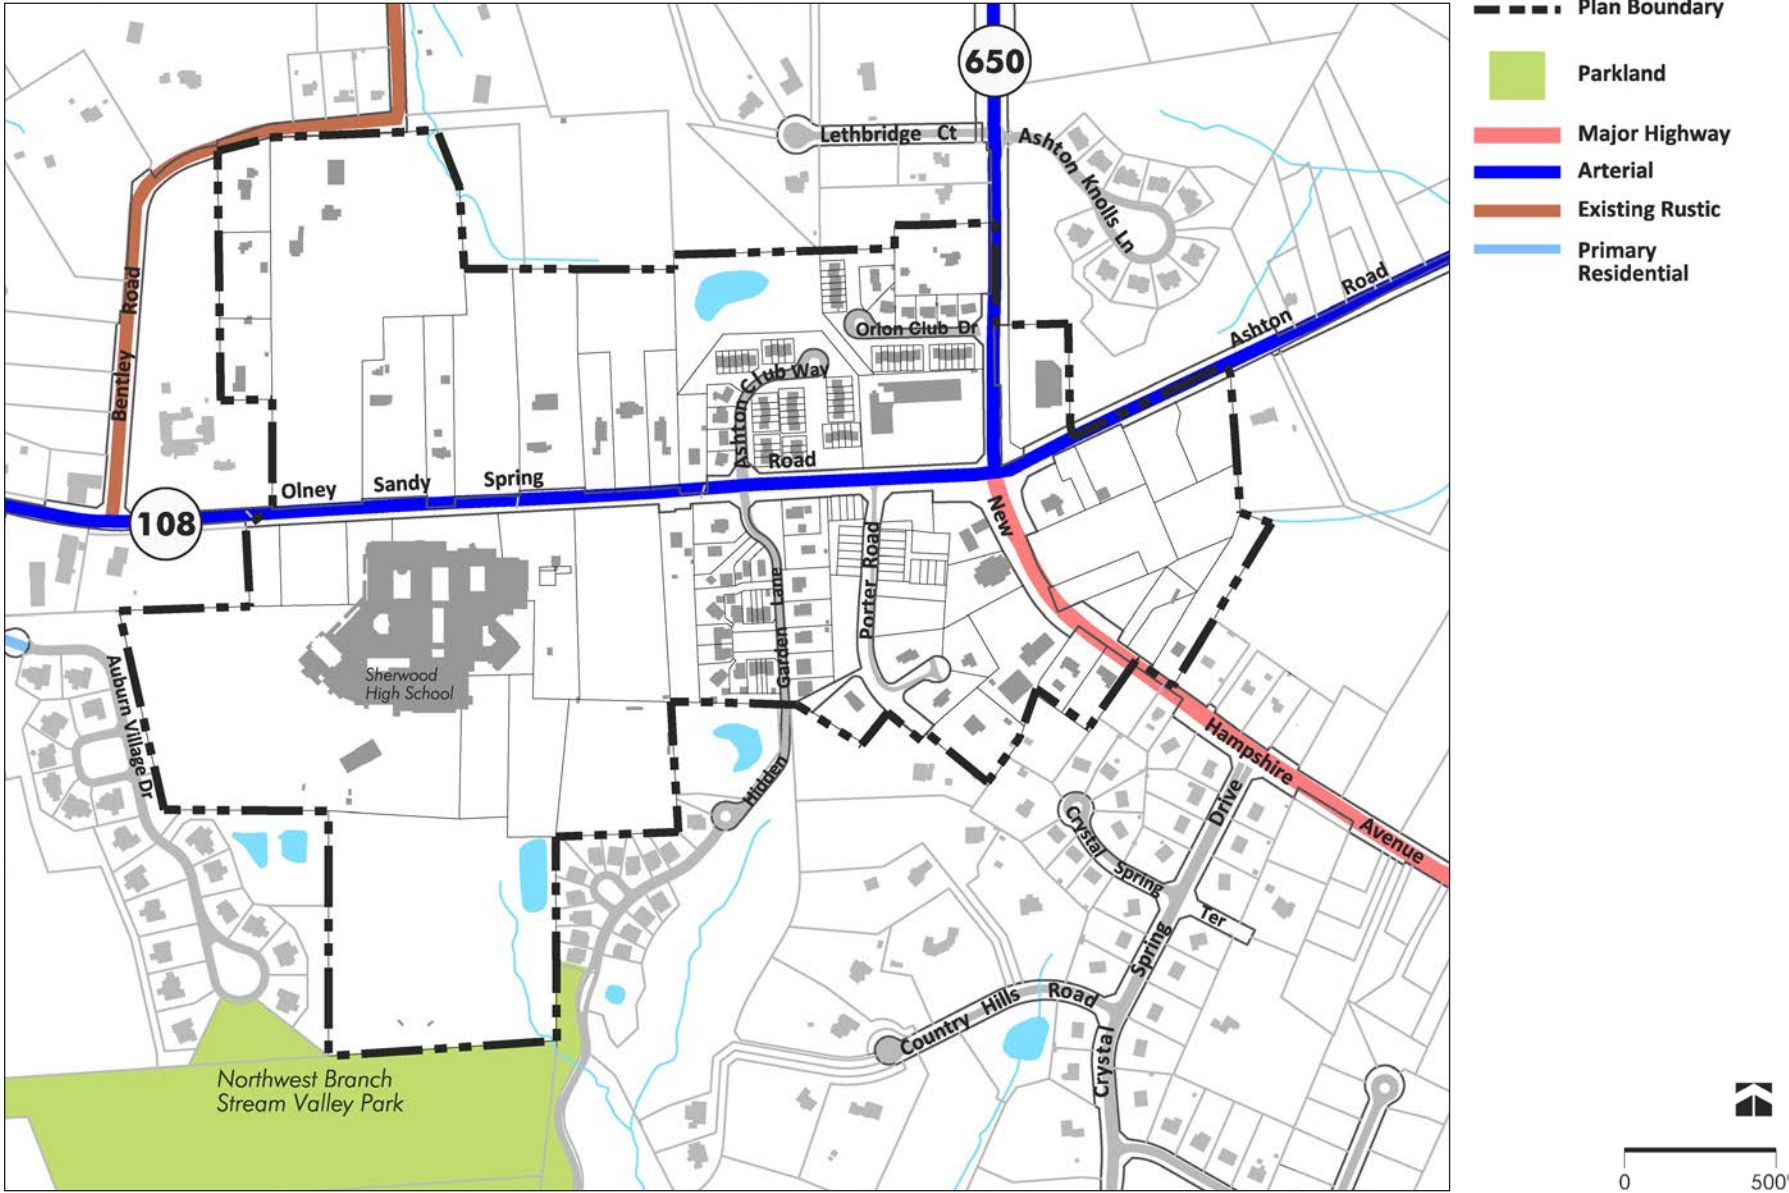 Plan Boundary
Parkland
Major Highway
Arterial
Existing Rustic
Primary
Residential
650
Lethbridge Ct
Ashton Knolls Ln
Bentley Road
Orion Club Dr
Ashton Road
Ashton Club Way
Olney Sandy Spring Road
108
New Hampshire Avenue
Porter Road
Hidden Garden Lane
Sherwood
High School
Auburn Village Dr
Crystal Spring Ter
Crystal Spring Drive
Country Hills Road
Northwest Branch
Stream Valley Park
0 500'